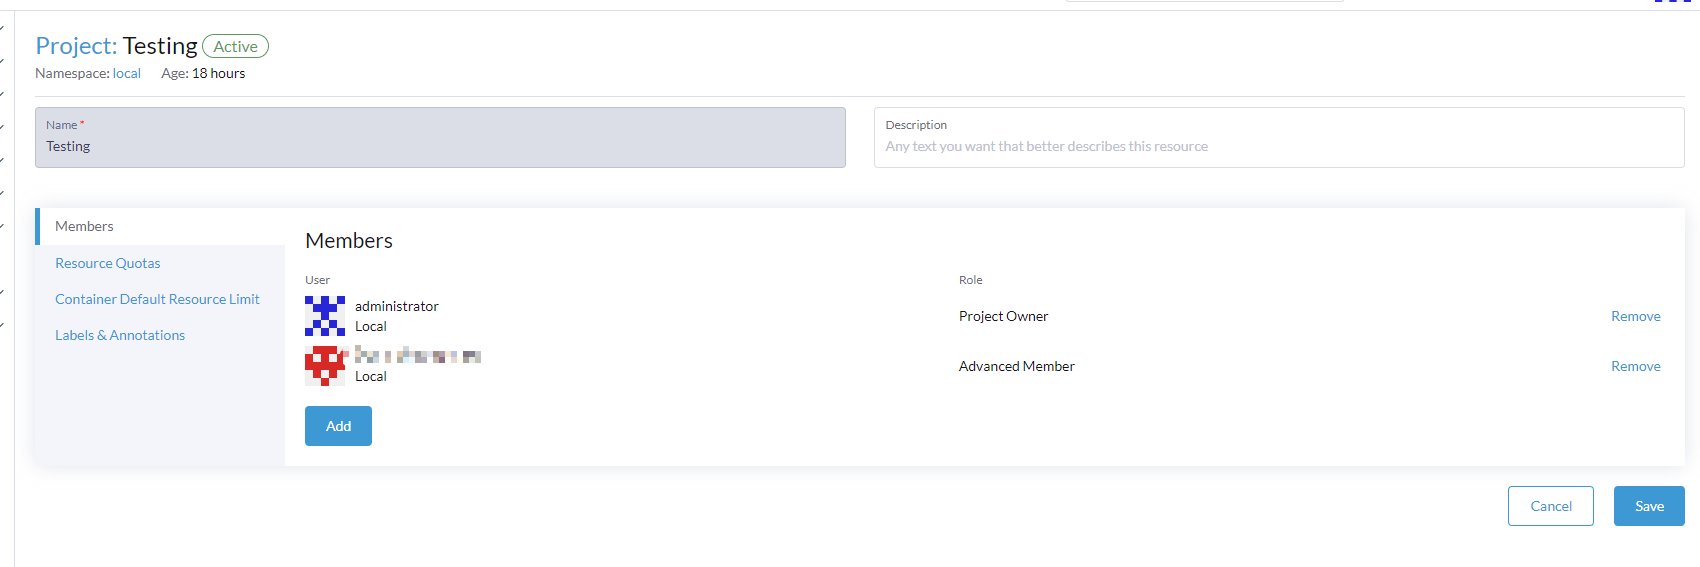 Project: Testing Active
Namespace: local Age: 18 hours
Name *
Testing
Description
Any text you want that better describes this resource
Members
Resource Quotas
Container Default Resource Limit
Labels & Annotations
Members
User Role
administrator
Local
Project Owner Remove
Local
Advanced Member Remove
Add
Cancel Save